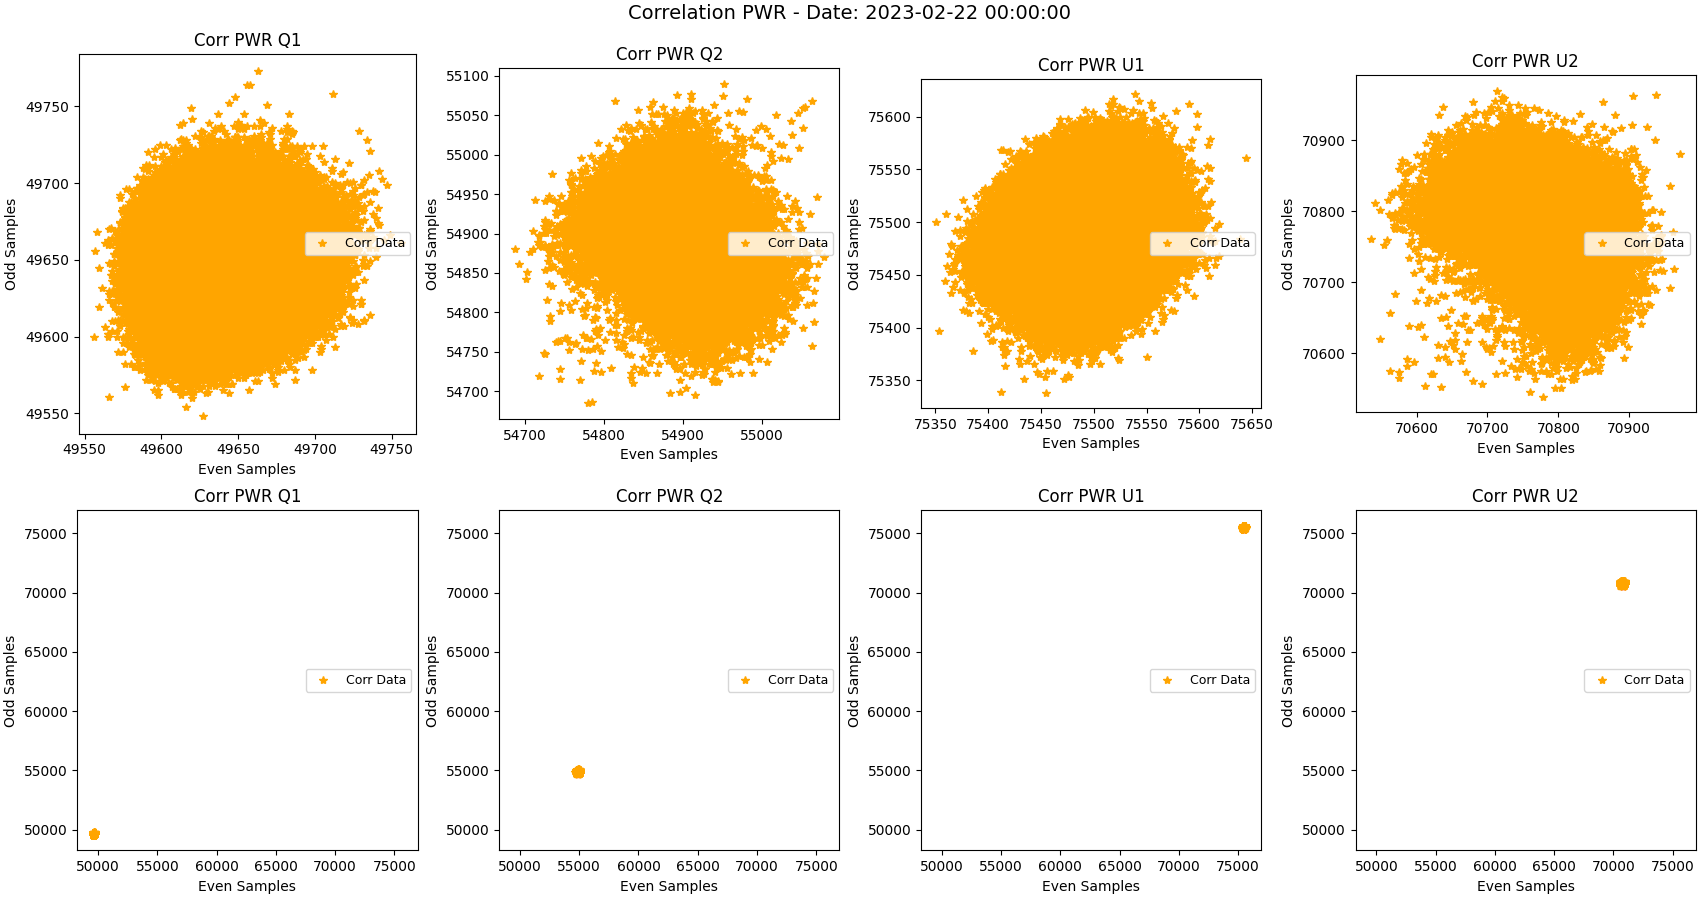 Correlation PWR - Date: 2023-02-22 00:00:00
Corr PWR Q1
Odd Samples
49750
49700
49650
49600
49550
Corr Data
49550 49600 49650 49700 49750
Even Samples
Corr PWR Q2
Odd Samples
55100
55050
55000
54950
54900
54850
54800
54750
54700
Corr Data
54700 54800 54900 55000
Even Samples
Corr PWR U1
Odd Samples
75600
75550
75500
75450
75400
75350
Corr Data
75350 75400 75450 75500 75550 75600 75650
Even Samples
Corr PWR U2
Odd Samples
70900
70800
70700
70600
Corr Data
70600 70700 70800 70900
Even Samples
Corr PWR Q1
Odd Samples
75000
70000
65000
60000
55000
50000
Corr Data
50000 55000 60000 65000 70000 75000
Even Samples
Corr PWR Q2
Odd Samples
75000
70000
65000
60000
55000
50000
Corr Data
50000 55000 60000 65000 70000 75000
Even Samples
Corr PWR U1
Odd Samples
75000
70000
65000
60000
55000
50000
Corr Data
50000 55000 60000 65000 70000 75000
Even Samples
Corr PWR U2
Odd Samples
75000
70000
65000
60000
55000
50000
Corr Data
50000 55000 60000 65000 70000 75000
Even Samples